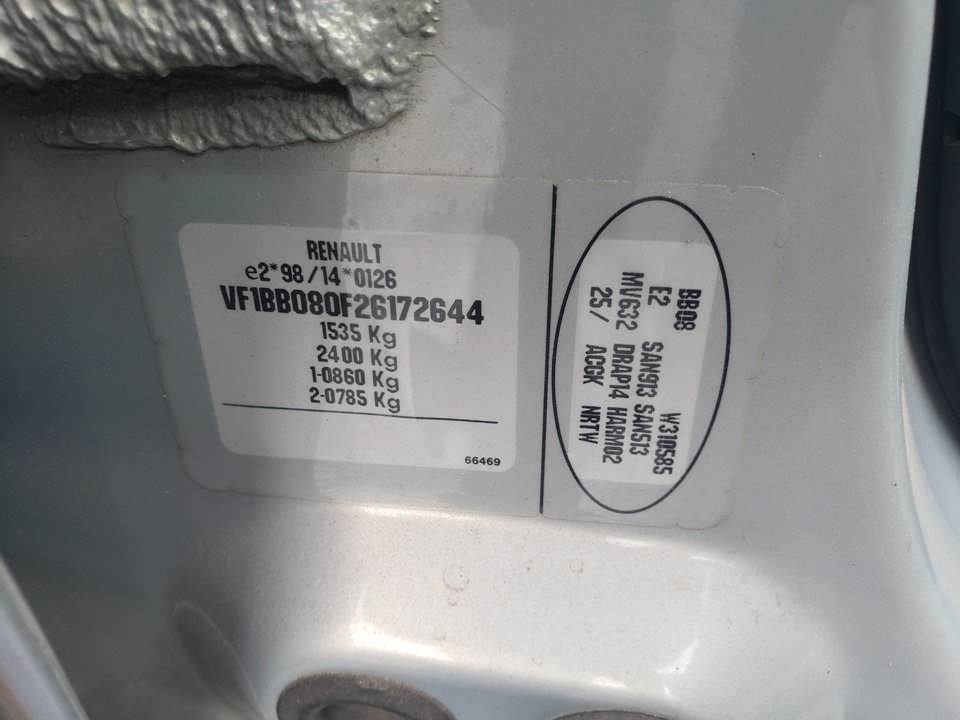 RENAULT
e2*98/14*0126
VF1BB080F26172644
1535 Kg
2400 Kg
1-0860 Kg
2-0785 Kg
66469
BB08 W310585
E2 SAN913 SAN513
MV632 DRAP14 HARM02
25/ ACGK NRTW